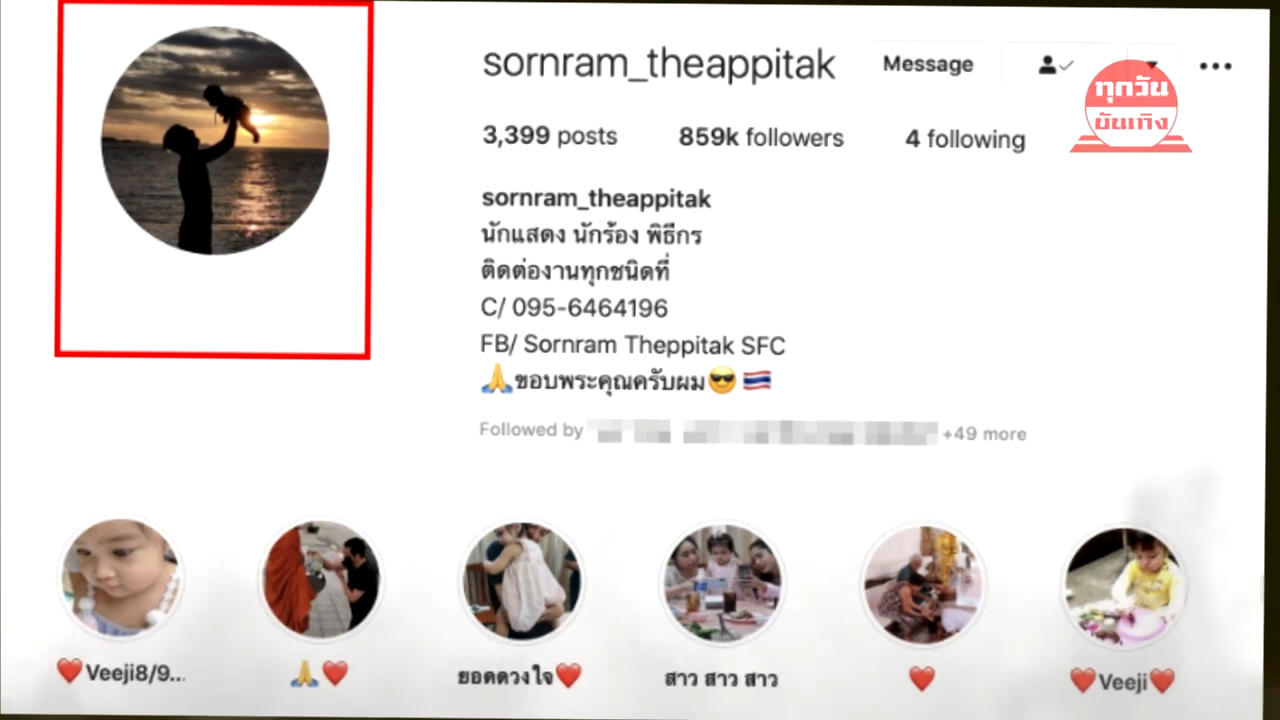 sornram_theappitak Message
ทุกวัน
บันเทิง
3,399 posts 859k followers 4 following
sornram_theappitak
นักแสดง นักร้อง พิธีกร
ติดต่องานทุกชนิดที่
C/ 095-6464196
FB/ Sornram Theppitak SFC
🙏ขอบพระคุณครับผม😎 🇹🇭
Followed by +49 more
❤️Veeji8/9...
🙏❤️
ยอดดวงใจ❤️
สาว สาว สาว
❤️
❤️Veeji❤️